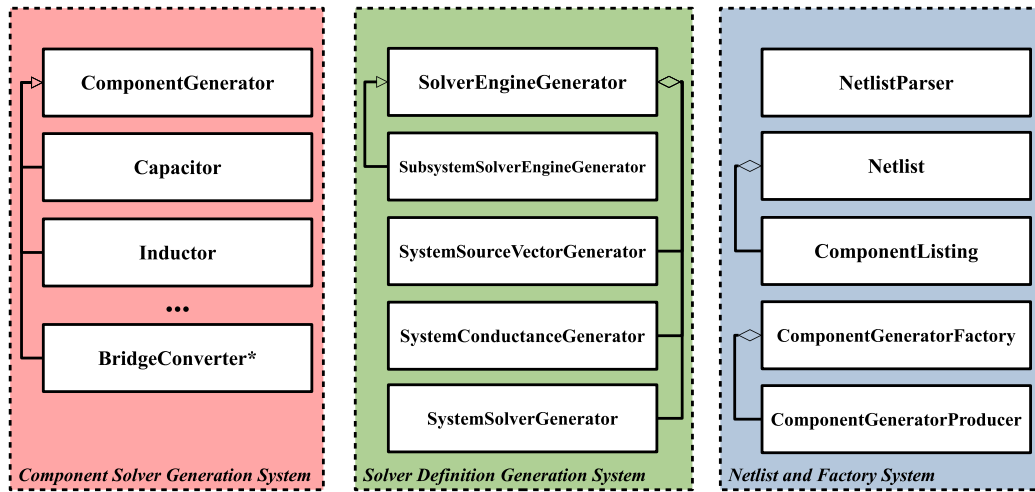 ComponentGenerator
Capacitor
Inductor
...
BridgeConverter*
Component Solver Generation System
SolverEngineGenerator
SubsystemSolverEngineGenerator
SystemSourceVectorGenerator
SystemConductanceGenerator
SystemSolverGenerator
Solver Definition Generation System
NetlistParser
Netlist
ComponentListing
ComponentGeneratorFactory
ComponentGeneratorProducer
Netlist and Factory System